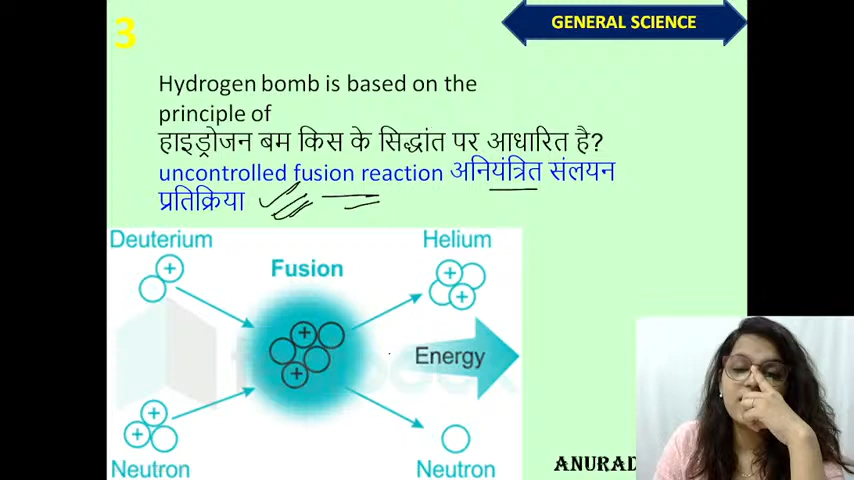 3
GENERAL SCIENCE
Hydrogen bomb is based on the
principle of
हाइड्रोजन बम किस के सिद्धांत पर आधारित है?
uncontrolled fusion reaction अनियंत्रित संलयन
प्रतिक्रिया
Deuterium
Helium
Fusion
Energy
Neutron
Neutron